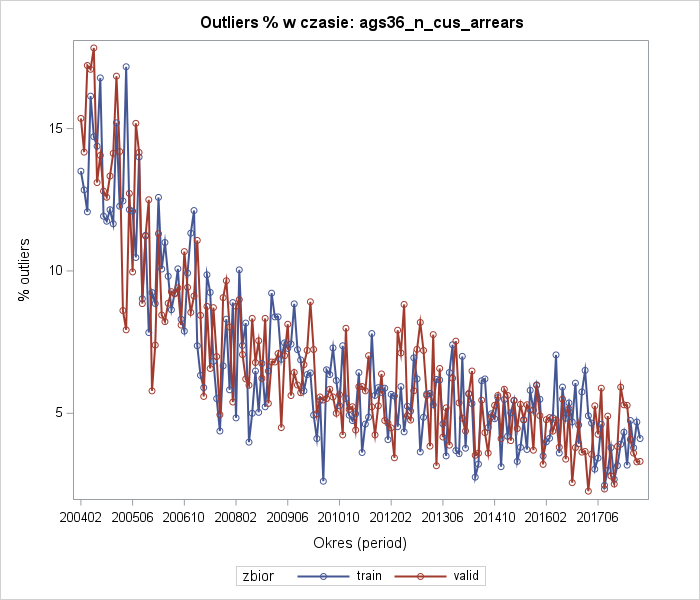 Outliers % w czasie: ags36_n_cus_arrears
15
10
5
% outliers
200402 200506 200610 200802 200906 201010 201202 201306 201410 201602 201706
Okres (period)
zbior train valid